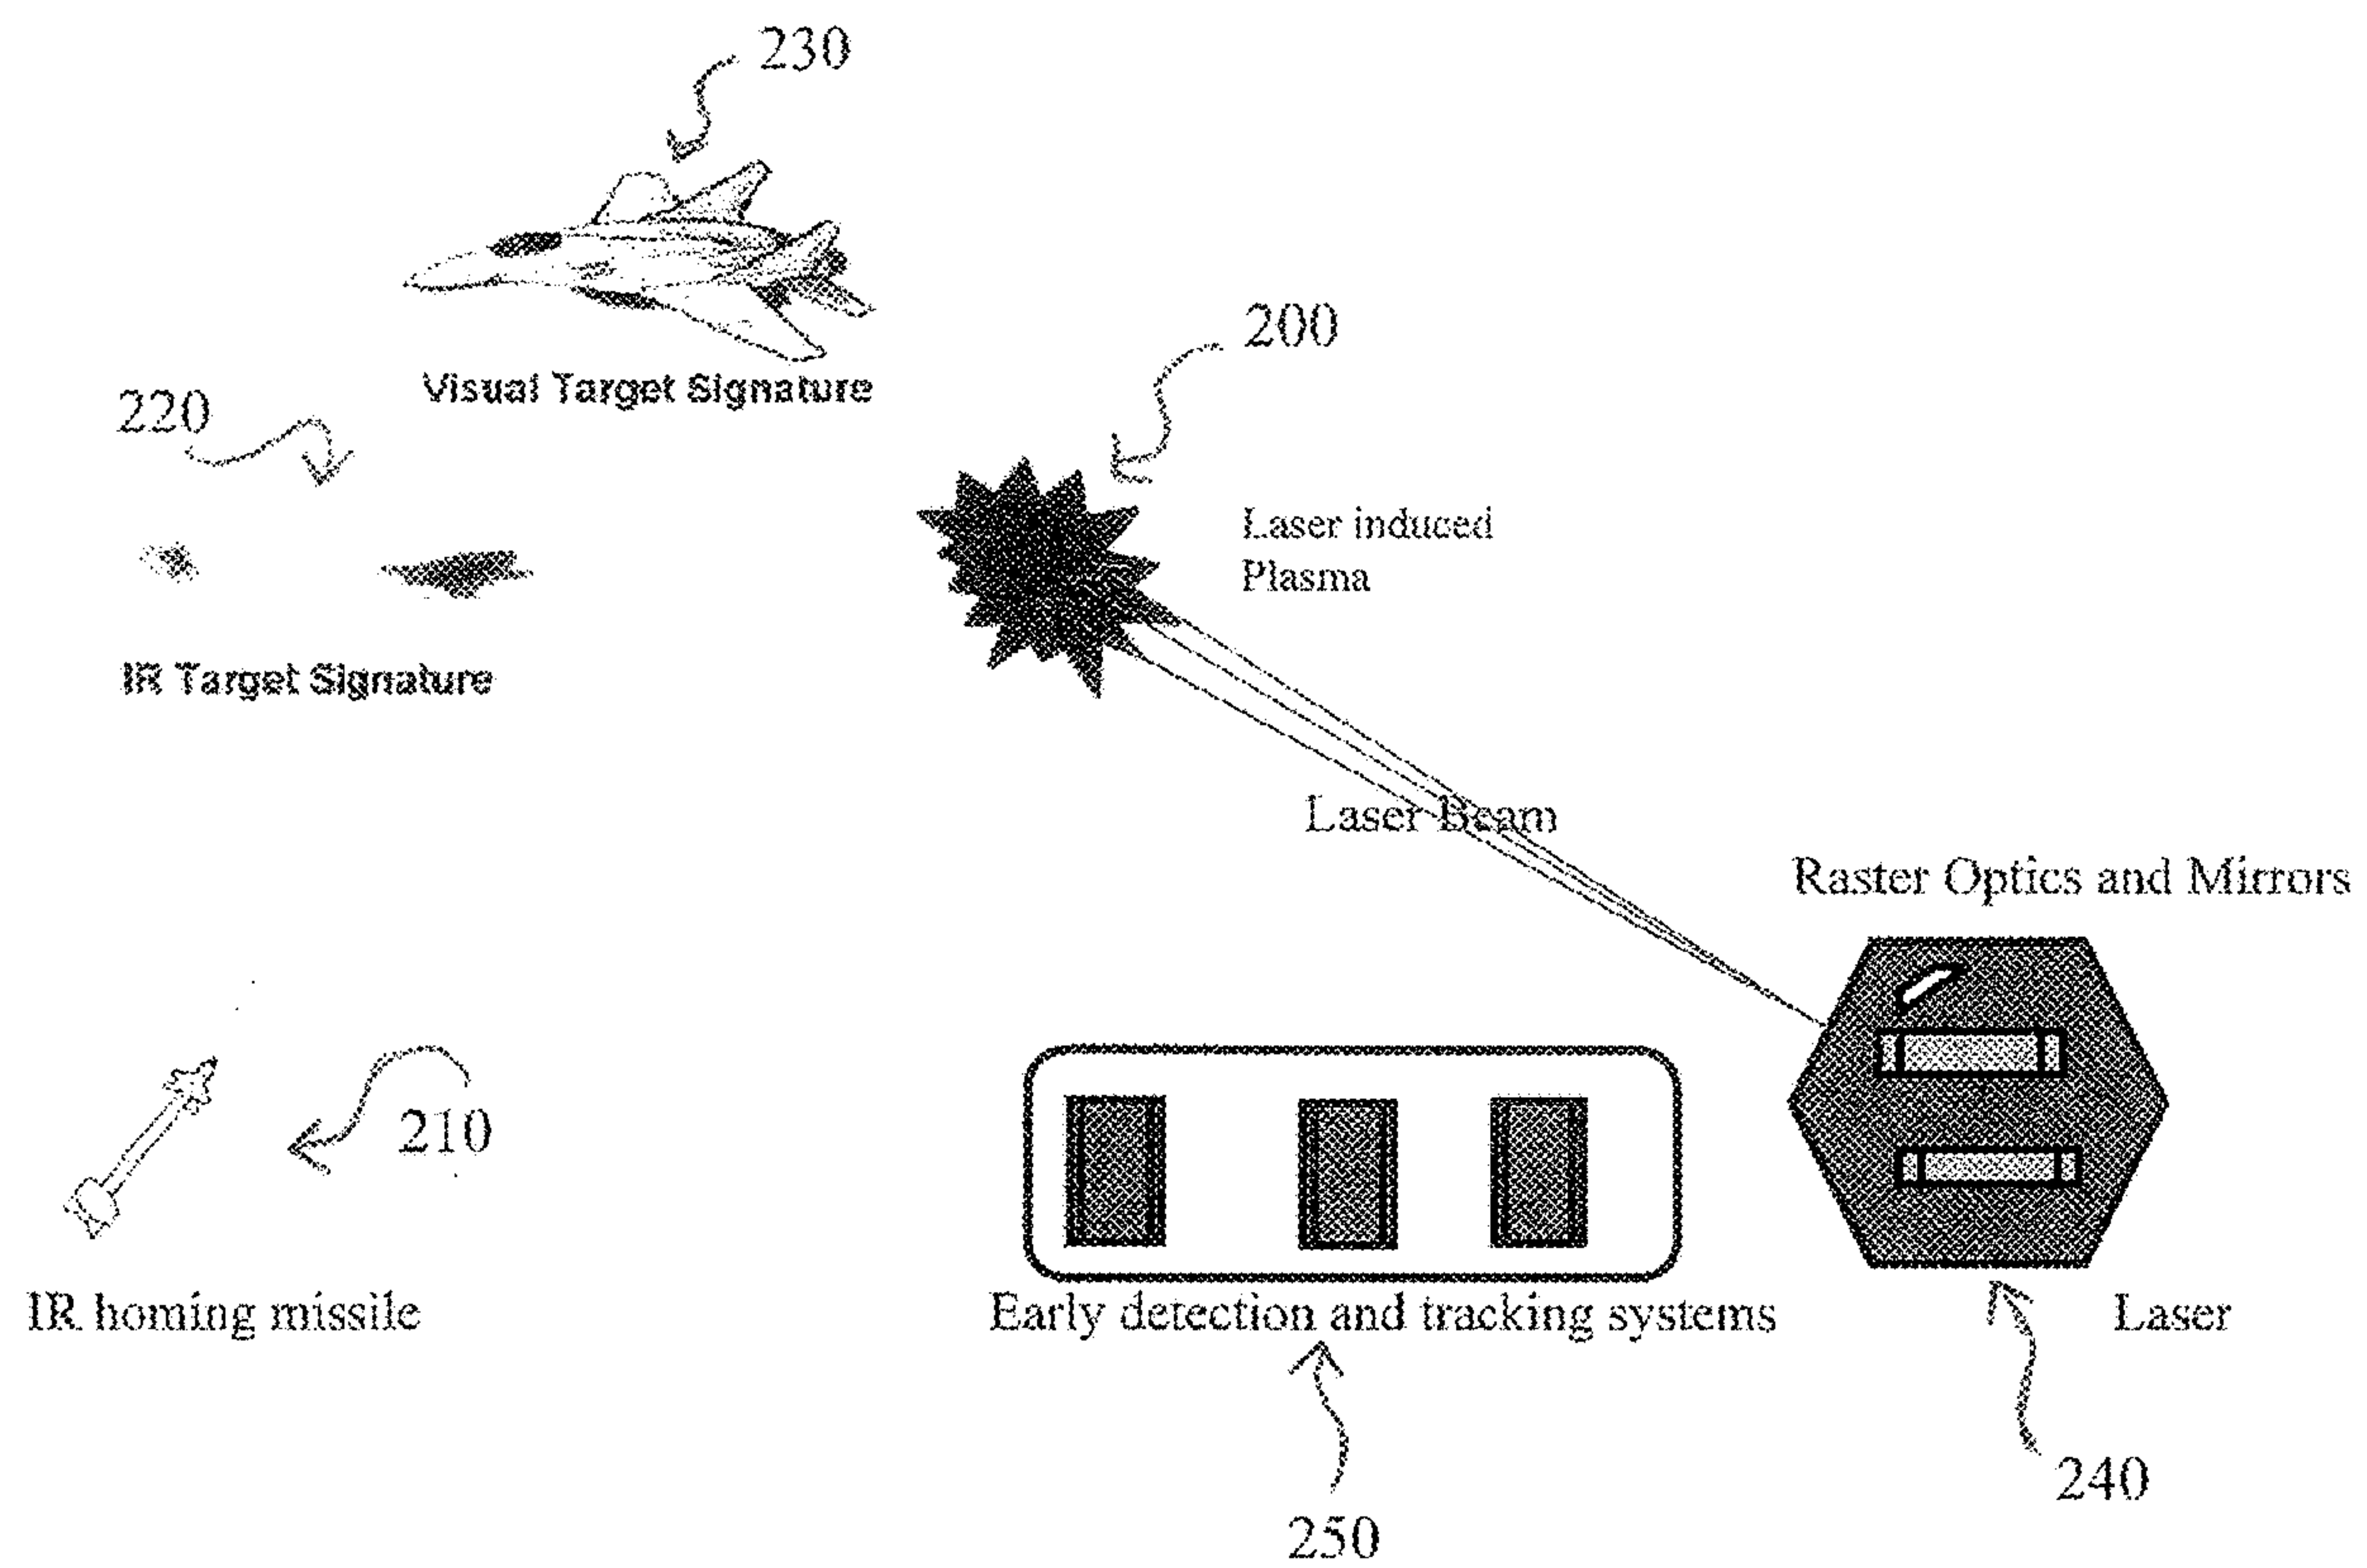 230
200
Visual Target Signature
220
Laser induced
Plasma
IR Target Signature
Laser Beam
Raster Optics and Mirrors
210
IR homing missile
Early detection and tracking systems
Laser
240
250